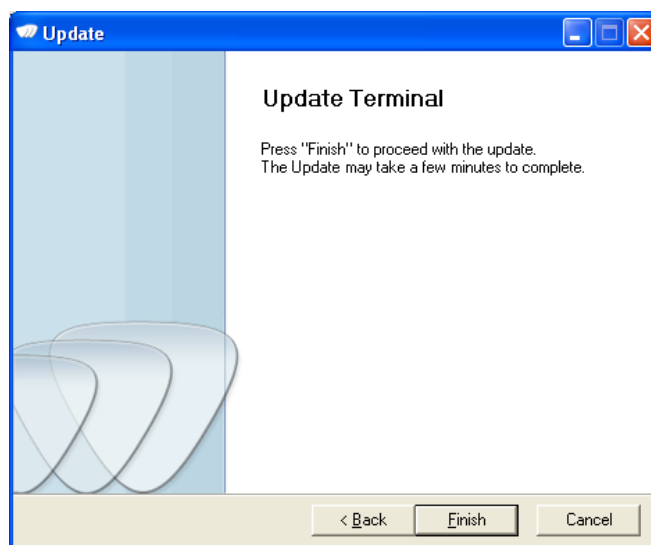 Update
Update Terminal
Press "Finish" to proceed with the update.
The Update may take a few minutes to complete.
< Back
Finish
Cancel